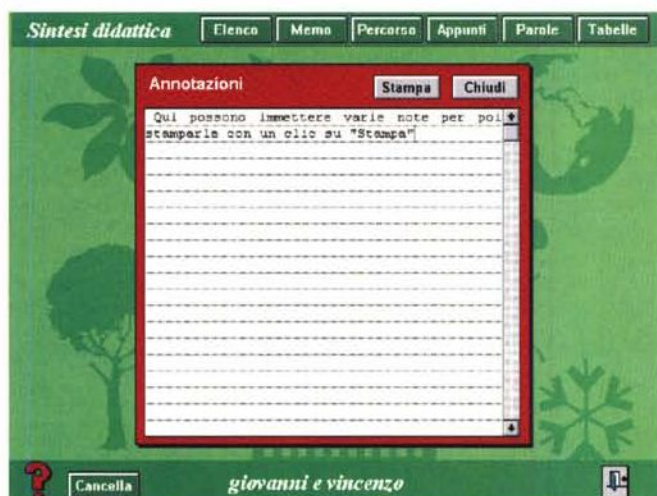 Sintesi didattica Elenco Memo Percorso Appunti Parole Tabelle
Annotazioni Stampa Chiudi
Qui possono immettere varie note per poi
stamparle con un clic su "Stampa"
? Cancella giovanni e vincenzo